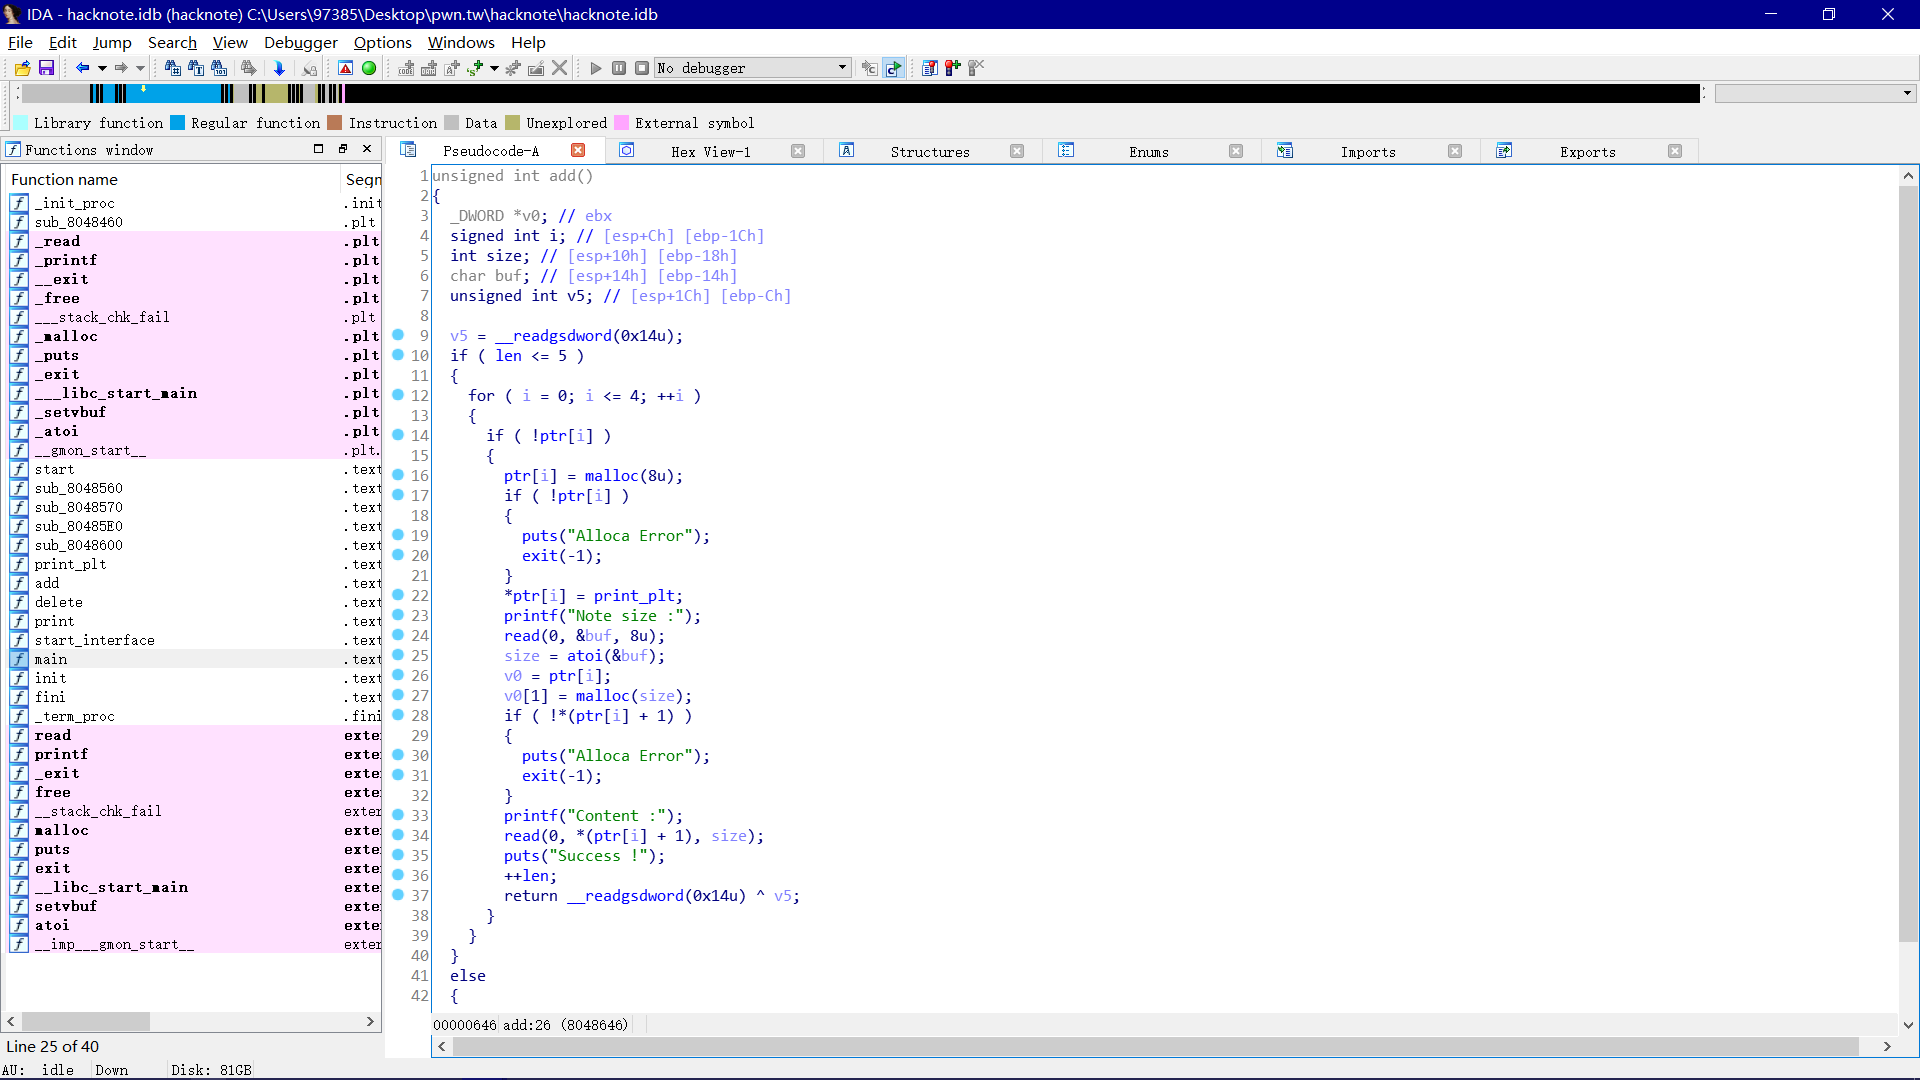 IDA - hacknote.idb (hacknote) C:\Users\97385\Desktop\pwn.tw\hacknote\hacknote.idb
File Edit Jump Search View Debugger Options Windows Help
No debugger
Library function Regular function Instruction Data Unexplored External symbol
Functions window
Function name Segn
_init_proc .init
sub_8048460 .plt
_read .plt
_printf .plt
__exit .plt
_free .plt
___stack_chk_fail .plt
_malloc .plt
_puts .plt
_exit .plt
___libc_start_main .plt
_setvbuf .plt
_atoi .plt
__gmon_start__ .plt.
start .text
sub_8048560 .text
sub_8048570 .text
sub_80485E0 .text
sub_8048600 .text
print_plt .text
add .text
delete .text
print .text
start_interface .text
main .text
init .text
fini .text
_term_proc .fini
read exte
printf exte
_exit exte
free exte
__stack_chk_fail exter
malloc exte
puts exte
exit exte
__libc_start_main exte
setvbuf exte
atoi exte
__imp___gmon_start__ exter
Line 25 of 40
Pseudocode-A Hex View-1 Structures Enums Imports Exports
1 unsigned int add()
2 {
3 _DWORD *v0; // ebx
4 signed int i; // [esp+Ch] [ebp-1Ch]
5 int size; // [esp+10h] [ebp-18h]
6 char buf; // [esp+14h] [ebp-14h]
7 unsigned int v5; // [esp+1Ch] [ebp-Ch]
8
9 v5 = __readgsdword(0x14u);
10 if ( len <= 5 )
11 {
12 for ( i = 0; i <= 4; ++i )
13 {
14 if ( !ptr[i] )
15 {
16 ptr[i] = malloc(8u);
17 if ( !ptr[i] )
18 {
19 puts("Alloca Error");
20 exit(-1);
21 }
22 *ptr[i] = print_plt;
23 printf("Note size :");
24 read(0, &buf, 8u);
25 size = atoi(&buf);
26 v0 = ptr[i];
27 v0[1] = malloc(size);
28 if ( !*(ptr[i] + 1) )
29 {
30 puts("Alloca Error");
31 exit(-1);
32 }
33 printf("Content :");
34 read(0, *(ptr[i] + 1), size);
35 puts("Success !");
36 ++len;
37 return __readgsdword(0x14u) ^ v5;
38 }
39 }
40 }
41 else
42 {
00000646 add:26 (8048646)
AU: idle Down Disk: 81GB